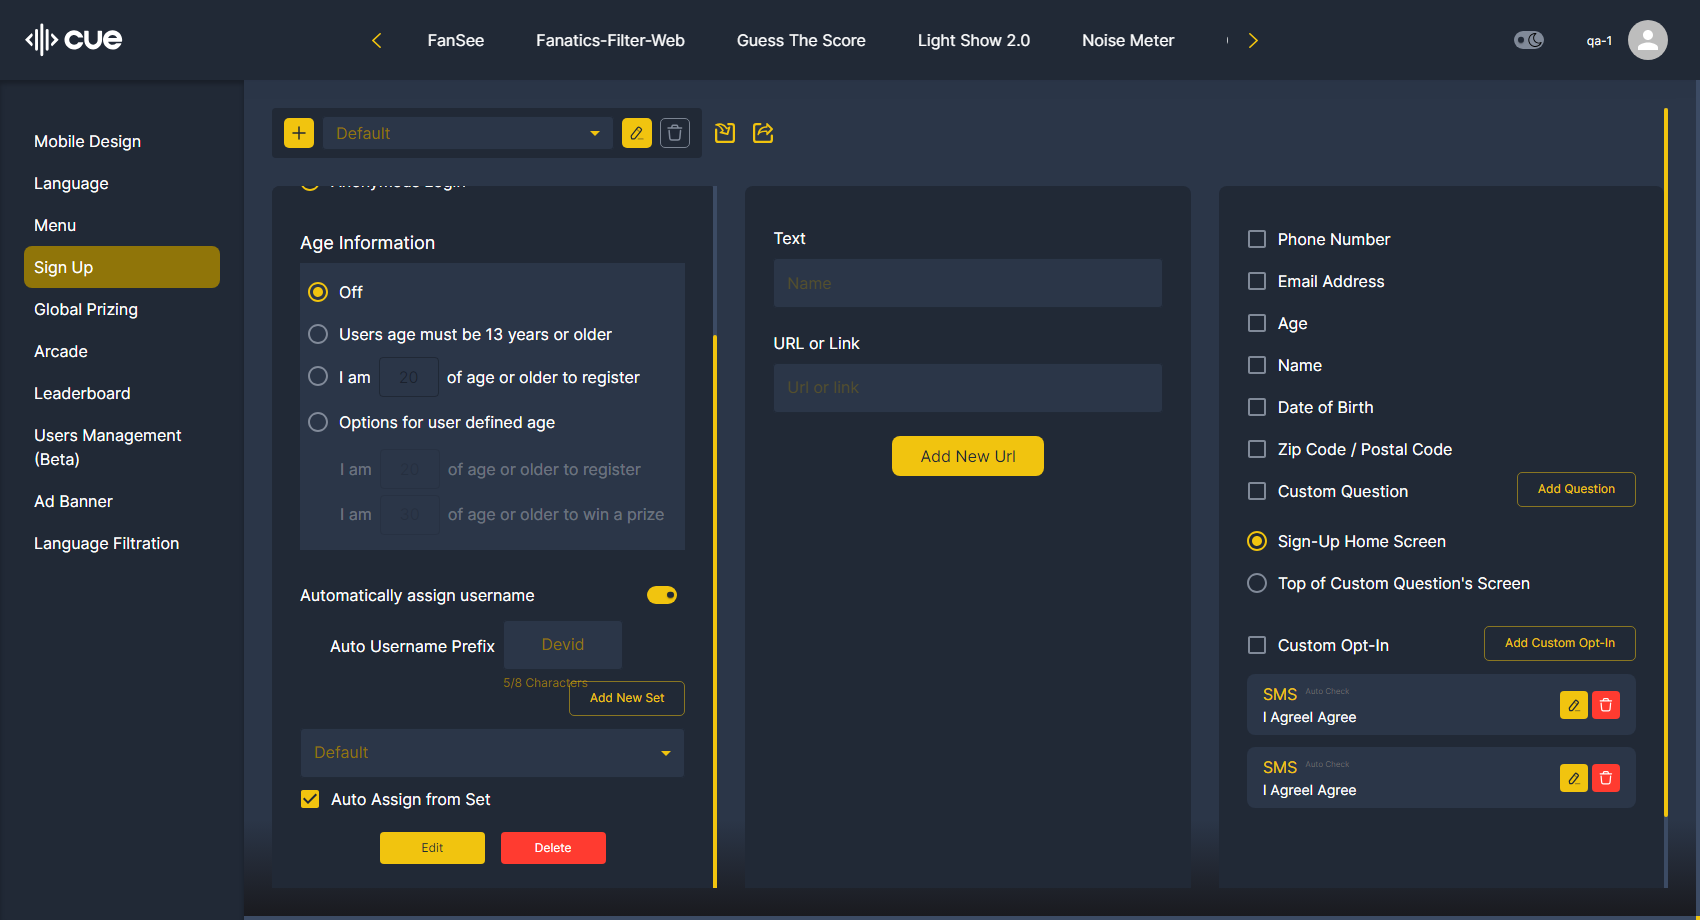 cue
FanSee
Fanatics-Filter-Web
Guess The Score
Light Show 2.0
Noise Meter
qa-1
Mobile Design
Language
Menu
Sign Up
Global Prizing
Arcade
Leaderboard
Users Management
(Beta)
Ad Banner
Language Filtration
Default
Age Information
Off
Users age must be 13 years or older
I am 20 of age or older to register
Options for user defined age
I am 20 of age or older to register
I am 30 of age or older to win a prize
Automatically assign username
Auto Username Prefix Devid
5/8 Characters
Add New Set
Default
Auto Assign from Set
Edit Delete
Text
Name
URL or Link
Url or link
Add New Url
Phone Number
Email Address
Age
Name
Date of Birth
Zip Code / Postal Code
Custom Question Add Question
Sign-Up Home Screen
Top of Custom Question's Screen
Custom Opt-In Add Custom Opt-In
SMS Auto Check
I AgreeI Agree
SMS Auto Check
I AgreeI Agree